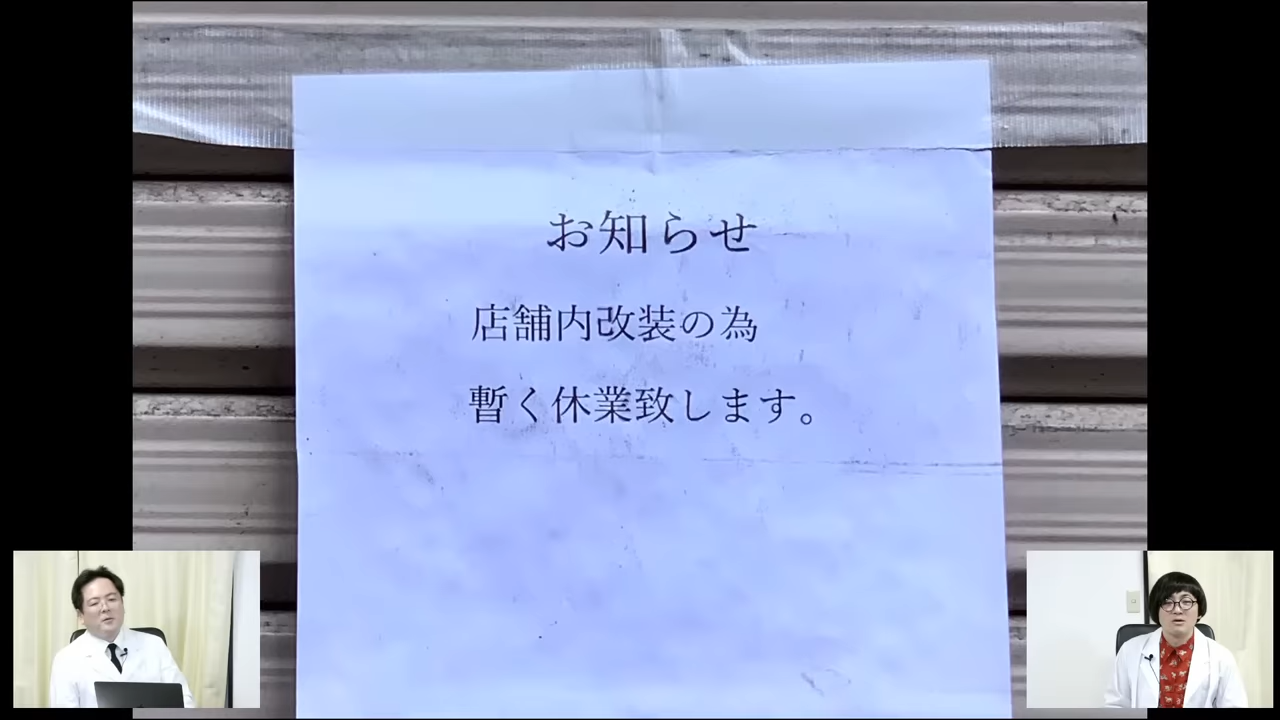 お知らせ
店舗内改装の為
暫く休業致します。